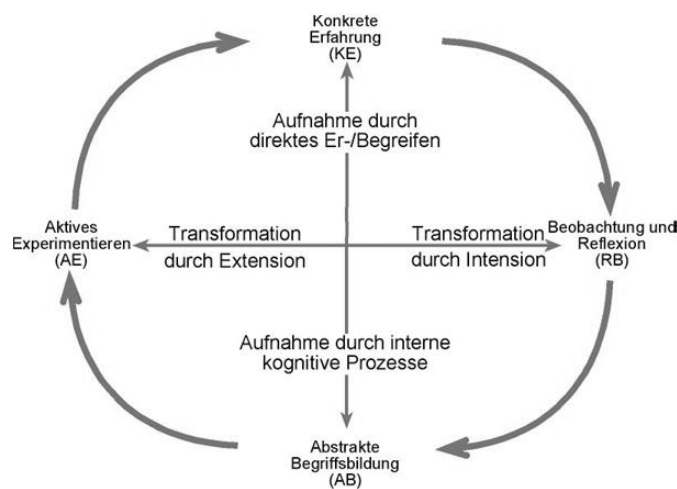 Konkrete
Erfahrung
(KE)
Aufnahme durch
direktes Er-/Begreifen
Aktives
Experimentieren
(AE)
Transformation
durch Extension
Transformation
durch Intension
Beobachtung und
Reflexion
(RB)
Aufnahme durch interne
kognitive Prozesse
Abstrakte
Begriffsbildung
(AB)